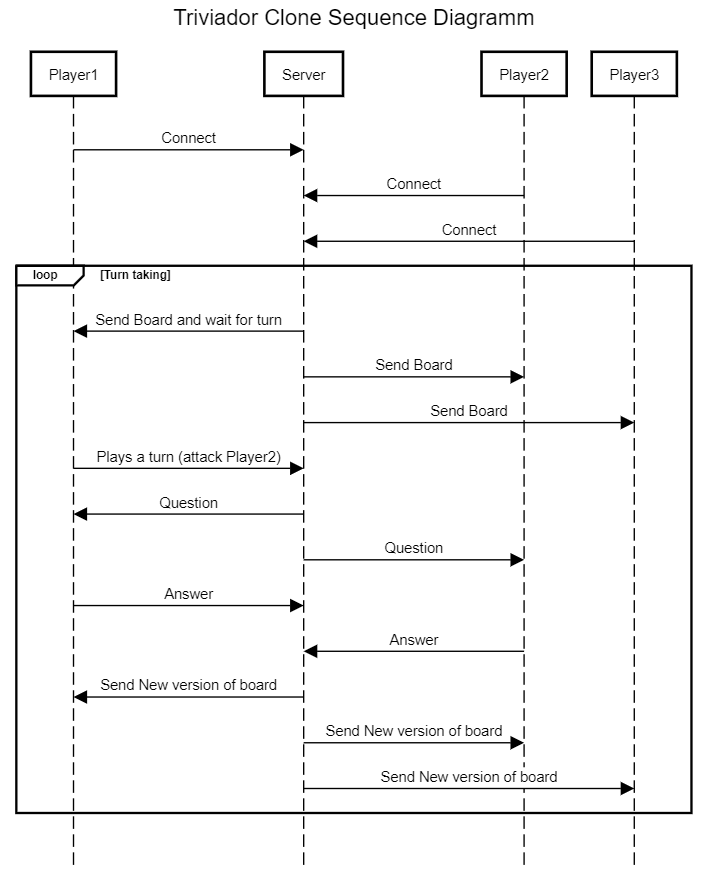 Triviador Clone Sequence Diagramm
Player1
Server
Player2
Player3
Connect
Connect
Connect
loop
[Turn taking]
Send Board and wait for turn
Send Board
Send Board
Plays a turn (attack Player2)
Question
Question
Answer
Answer
Send New version of board
Send New version of board
Send New version of board